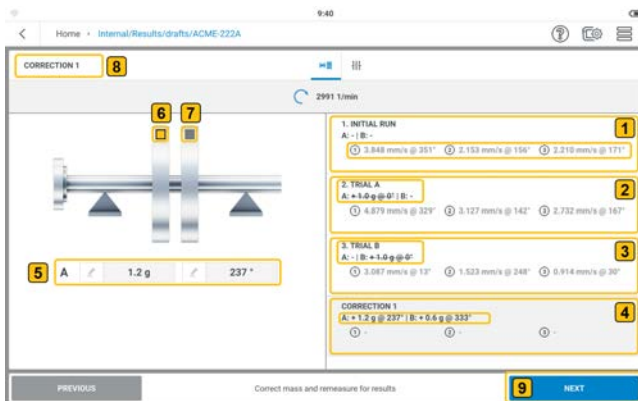 9:40
Home • Internal/Results/drafts/ACME-222A
CORRECTION 1 8
2991 1/min
6 7
5 A 1.2 g 237 °
1. INITIAL RUN 1
A: - | B: -
① 3.848 mm/s @ 351° ② 2.153 mm/s @ 156° ③ 2.210 mm/s @ 171°
2. TRIAL A 2
A: + 1.0 g @ 0° | B: -
① 4.879 mm/s @ 329° ② 3.127 mm/s @ 142° ③ 2.732 mm/s @ 167°
3. TRIAL B 3
A: - | B: + 1.0 g @ 0°
① 3.087 mm/s @ 13° ② 1.523 mm/s @ 248° ③ 0.914 mm/s @ 30°
CORRECTION 1 4
A: + 1.2 g @ 237° | B: + 0.6 g @ 333°
① - ② - ③ -
PREVIOUS Correct mass and remeasure for results 9 NEXT